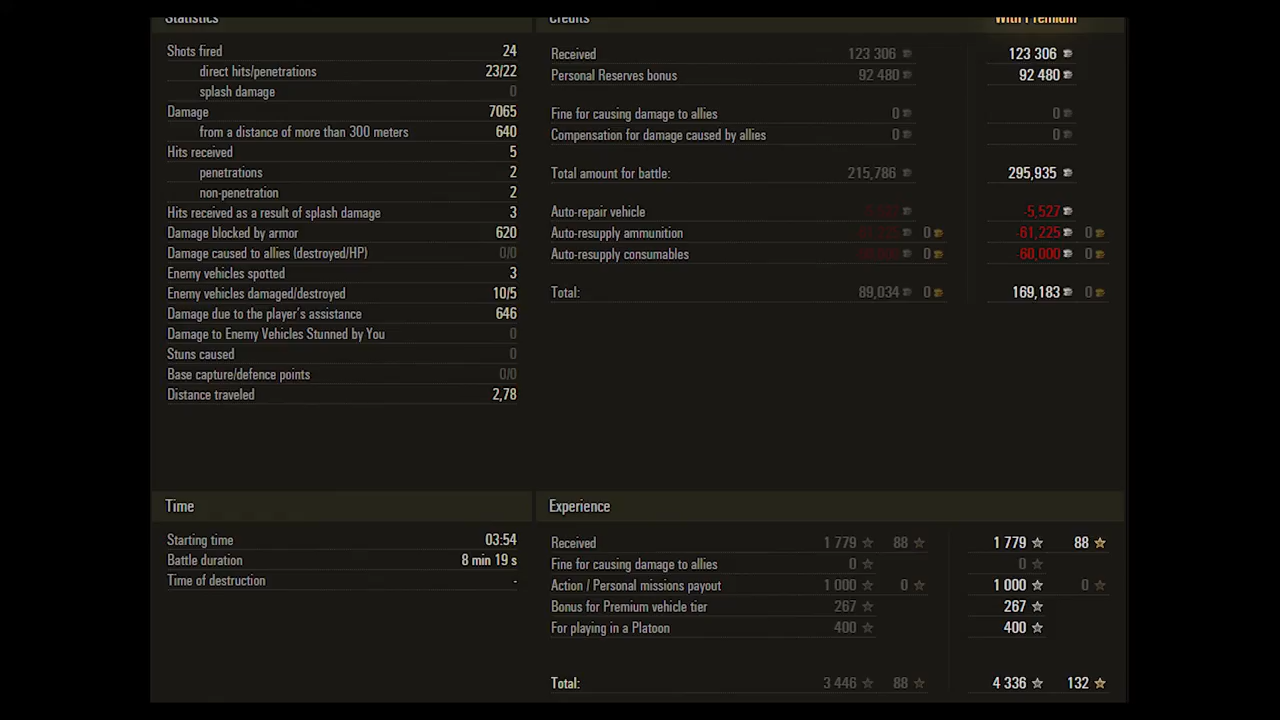 Statistics
Shots fired 24
direct hits/penetrations 23/22
splash damage 0
Damage 7065
from a distance of more than 300 meters 640
Hits received 5
penetrations 2
non-penetration 2
Hits received as a result of splash damage 3
Damage blocked by armor 620
Damage caused to allies (destroyed/HP) 0/0
Enemy vehicles spotted 3
Enemy vehicles damaged/destroyed 10/5
Damage due to the player's assistance 646
Damage to Enemy Vehicles Stunned by You 0
Stuns caused 0
Base capture/defence points 0/0
Distance traveled 2,78
Credits With Premium
Received 123 306 123 306
Personal Reserves bonus 92 480 92 480
Fine for causing damage to allies 0 0
Compensation for damage caused by allies 0 0
Total amount for battle: 215,786 295,935
Auto-repair vehicle -5,527
Auto-resupply ammunition 0 -61,225 0
Auto-resupply consumables 0 -60,000 0
Total: 89,034 0 169,183 0
Time
Starting time 03:54
Battle duration 8 min 19 s
Time of destruction -
Experience
Received 1 779 88 1 779 88
Fine for causing damage to allies 0 0
Action / Personal missions payout 1 000 0 1 000 0
Bonus for Premium vehicle tier 267 267
For playing in a Platoon 400 400
Total: 3 446 88 4 336 132